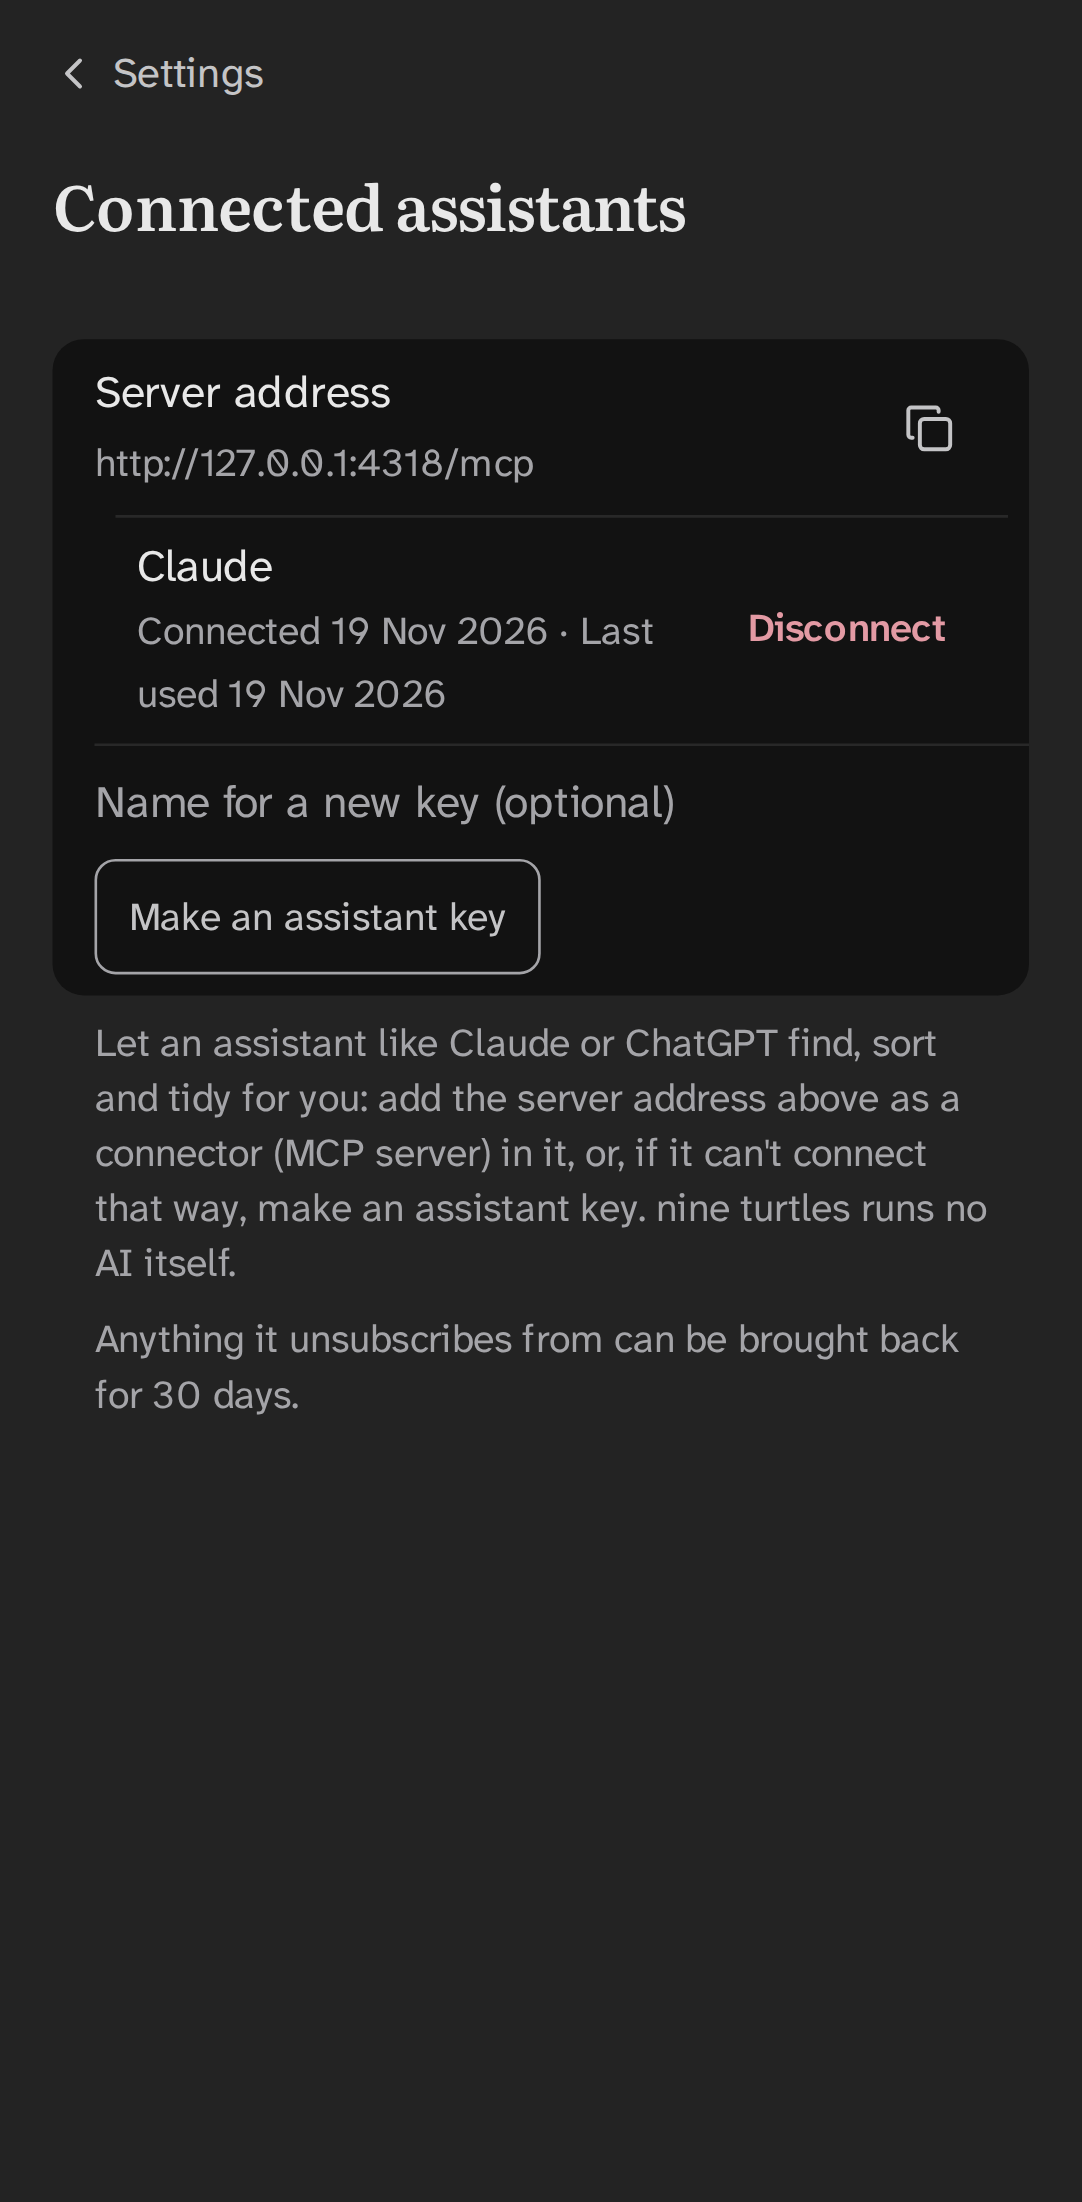 Settings
Connected assistants
Server address
http://127.0.0.1:4318/mcp
Claude
Connected 19 Nov 2026 · Last
used 19 Nov 2026
Disconnect
Name for a new key (optional)
Make an assistant key
Let an assistant like Claude or ChatGPT find, sort
and tidy for you: add the server address above as a
connector (MCP server) in it, or, if it can't connect
that way, make an assistant key. nine turtles runs no
AI itself.
Anything it unsubscribes from can be brought back
for 30 days.